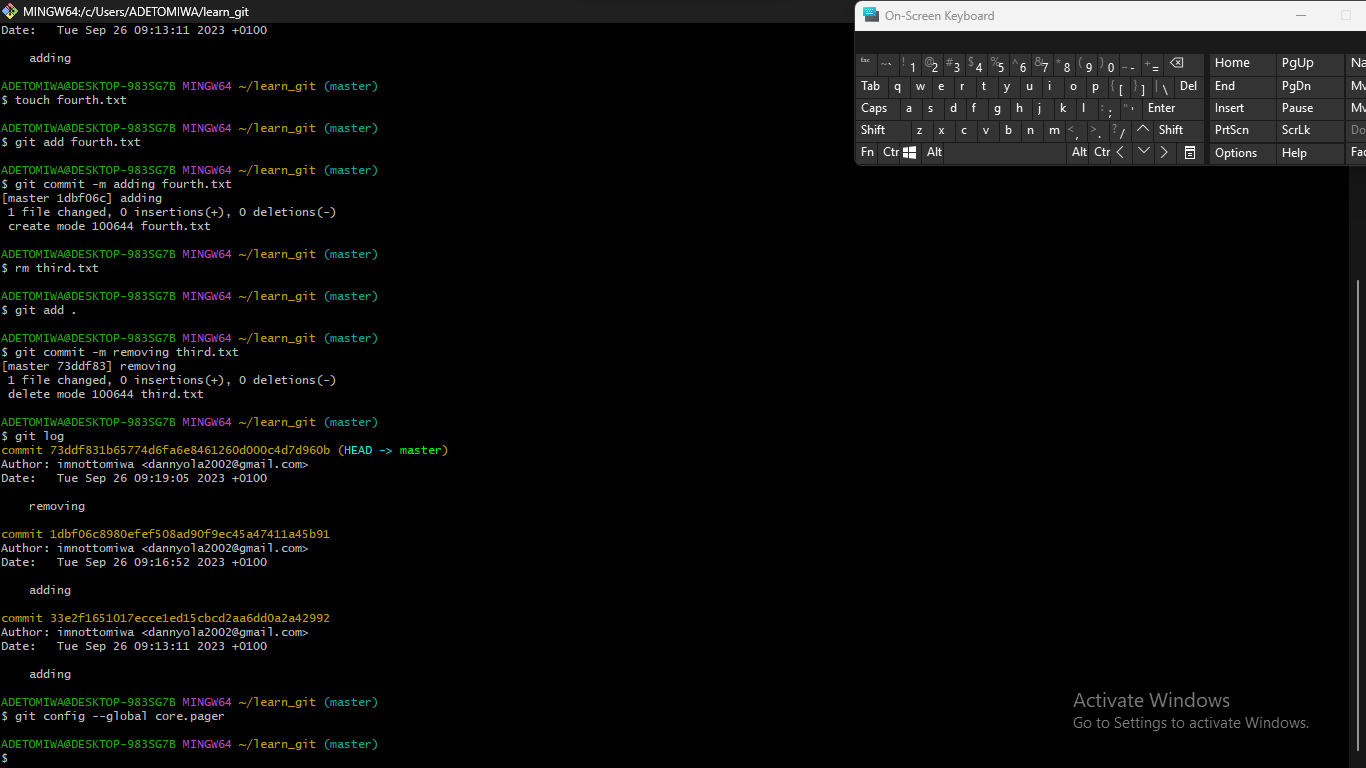 MINGW64:/c/Users/ADETOMIWA/learn_git
Date:   Tue Sep 26 09:13:11 2023 +0100
    adding
ADETOMIWA@DESKTOP-983SG7B MINGW64 ~/learn_git (master)
$ touch fourth.txt
ADETOMIWA@DESKTOP-983SG7B MINGW64 ~/learn_git (master)
$ git add fourth.txt
ADETOMIWA@DESKTOP-983SG7B MINGW64 ~/learn_git (master)
$ git commit -m adding fourth.txt
[master 1dbf06c] adding
 1 file changed, 0 insertions(+), 0 deletions(-)
 create mode 100644 fourth.txt
ADETOMIWA@DESKTOP-983SG7B MINGW64 ~/learn_git (master)
$ rm third.txt
ADETOMIWA@DESKTOP-983SG7B MINGW64 ~/learn_git (master)
$ git add .
ADETOMIWA@DESKTOP-983SG7B MINGW64 ~/learn_git (master)
$ git commit -m removing third.txt
[master 73ddf83] removing
 1 file changed, 0 insertions(+), 0 deletions(-)
 delete mode 100644 third.txt
ADETOMIWA@DESKTOP-983SG7B MINGW64 ~/learn_git (master)
$ git log
commit 73ddf831b65774d6fa6e8461260d000c4d7d960b (HEAD -> master)
Author: imnottomiwa <dannyola2002@gmail.com>
Date:   Tue Sep 26 09:19:05 2023 +0100
    removing
commit 1dbf06c8980efef508ad90f9ec45a47411a45b91
Author: imnottomiwa <dannyola2002@gmail.com>
Date:   Tue Sep 26 09:16:52 2023 +0100
    adding
commit 33e2f1651017ecce1ed15cbcd2aa6dd0a2a42992
Author: imnottomiwa <dannyola2002@gmail.com>
Date:   Tue Sep 26 09:13:11 2023 +0100
    adding
ADETOMIWA@DESKTOP-983SG7B MINGW64 ~/learn_git (master)
$ git config --global core.pager
ADETOMIWA@DESKTOP-983SG7B MINGW64 ~/learn_git (master)
$
On-Screen Keyboard
Esc ~ ` ! 1 @ 2 # 3 $ 4 % 5 ^ 6 & 7 * 8 ( 9 ) 0 _ - + = Home PgUp Na
Tab q w e r t y u i o p { [ } ] | \ Del End PgDn Mv
Caps a s d f g h j k l : ; " ' Enter Insert Pause Mv
Shift z x c v b n m < , > . ? / Shift PrtScn ScrLk Do
Fn Ctr Alt Alt Ctr Options Help Fac
Activate Windows
Go to Settings to activate Windows.